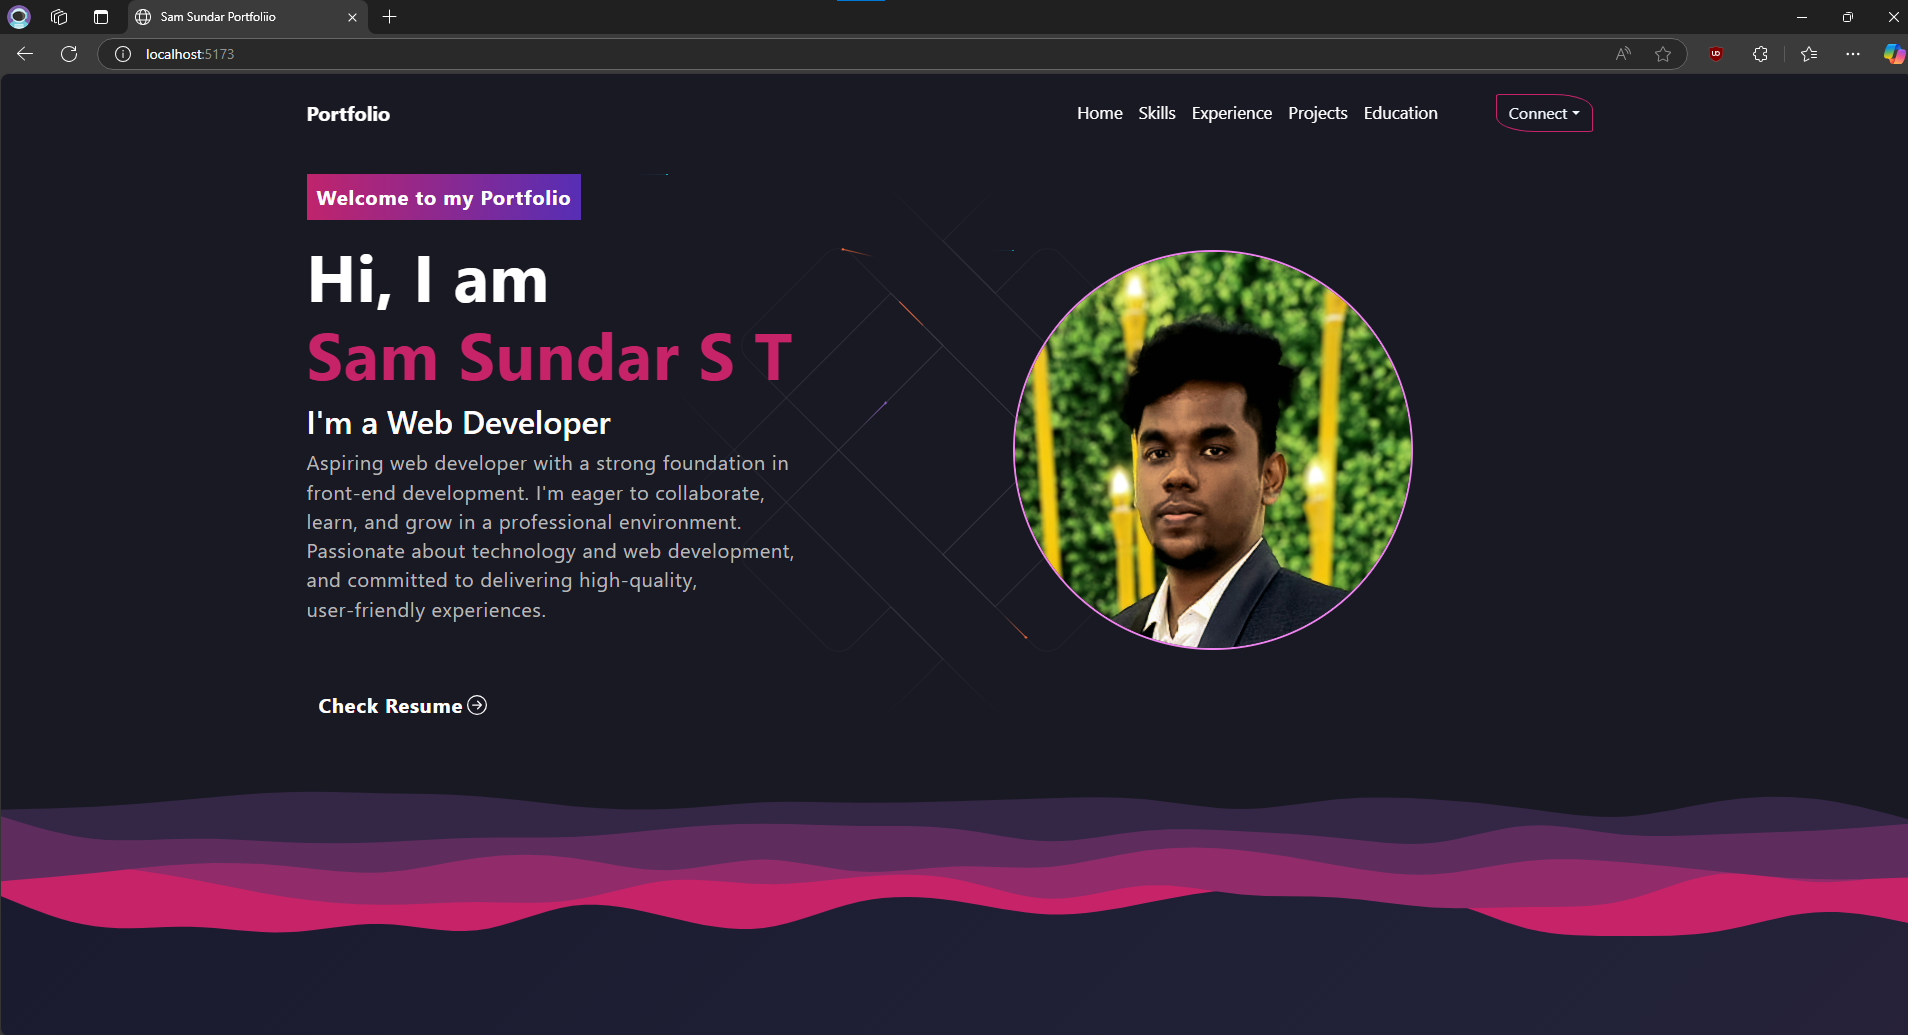 Sam Sundar Portfoliio
localhost:5173
Portfolio
Home Skills Experience Projects Education Connect
Welcome to my Portfolio
Hi, I am
Sam Sundar S T
I'm a Web Developer
Aspiring web developer with a strong foundation in
front-end development. I'm eager to collaborate,
learn, and grow in a professional environment.
Passionate about technology and web development,
and committed to delivering high-quality,
user-friendly experiences.
Check Resume